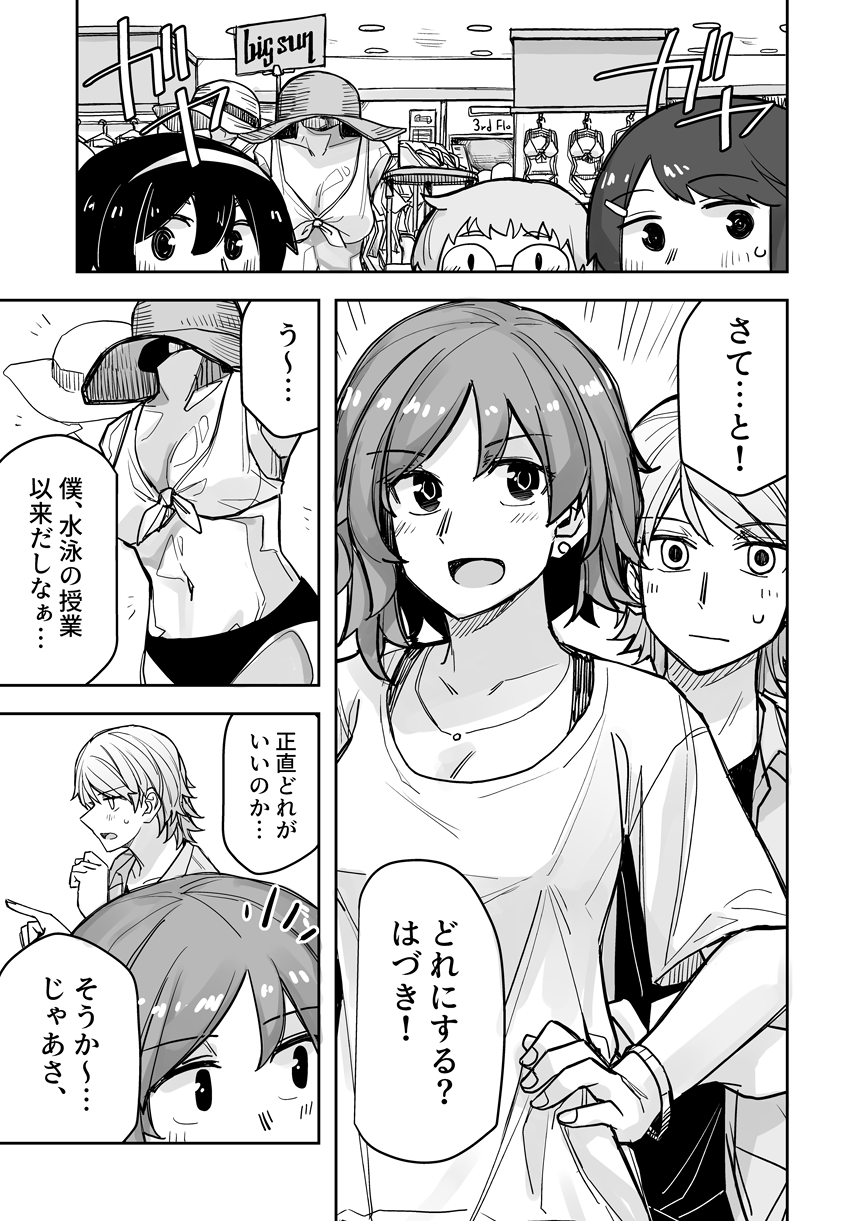 ガヤ
ガヤ
big sun
3rd Flo
さて…と！
どれにする？
はづき！
う〜…
僕、水泳の授業
以来だしなぁ…
正直どれが
いいのか…
そうか〜…
じゃあさ、